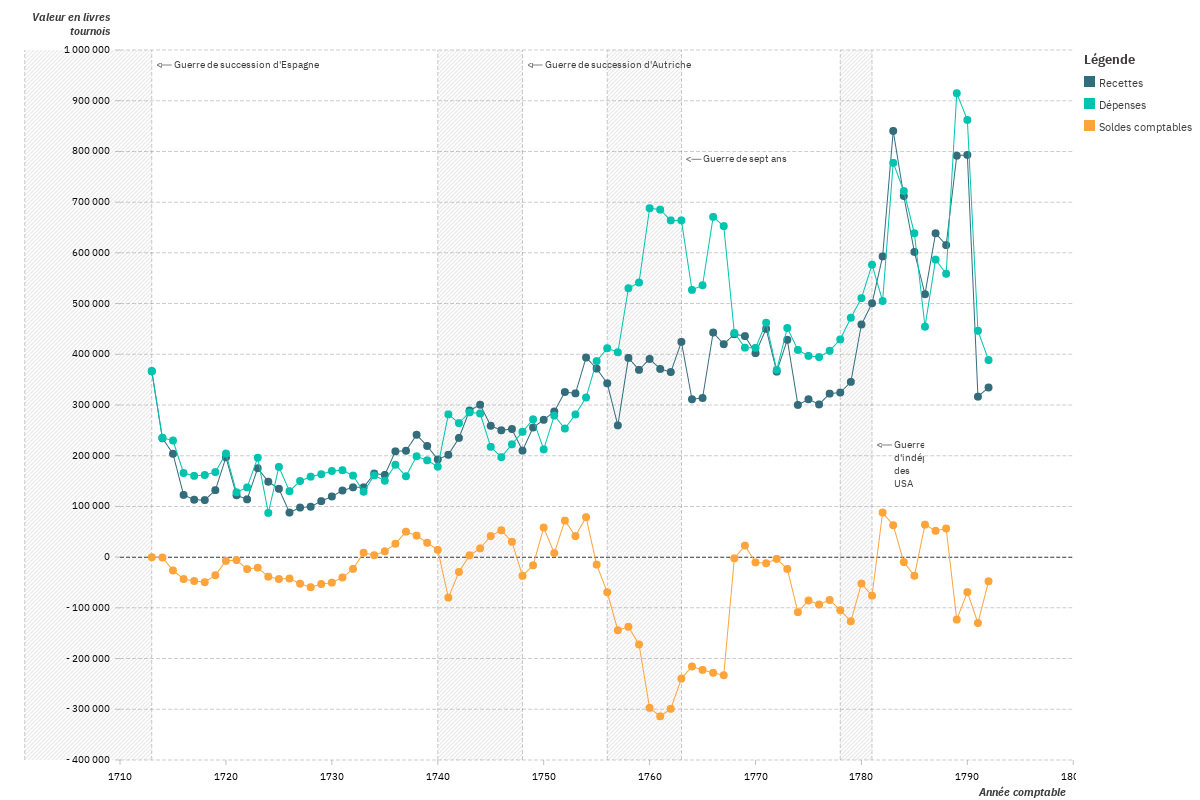 Valeur en livres
tournois
1 000 000
900 000
800 000
700 000
600 000
500 000
400 000
300 000
200 000
100 000
0
- 100 000
- 200 000
- 300 000
- 400 000
Guerre de succession d'Espagne
Guerre de succession d'Autriche
Guerre de sept ans
Guerre
d'indé
des
USA
1710
1720
1730
1740
1750
1760
1770
1780
1790
180
Année comptable
Légende
Recettes
Dépenses
Soldes comptables